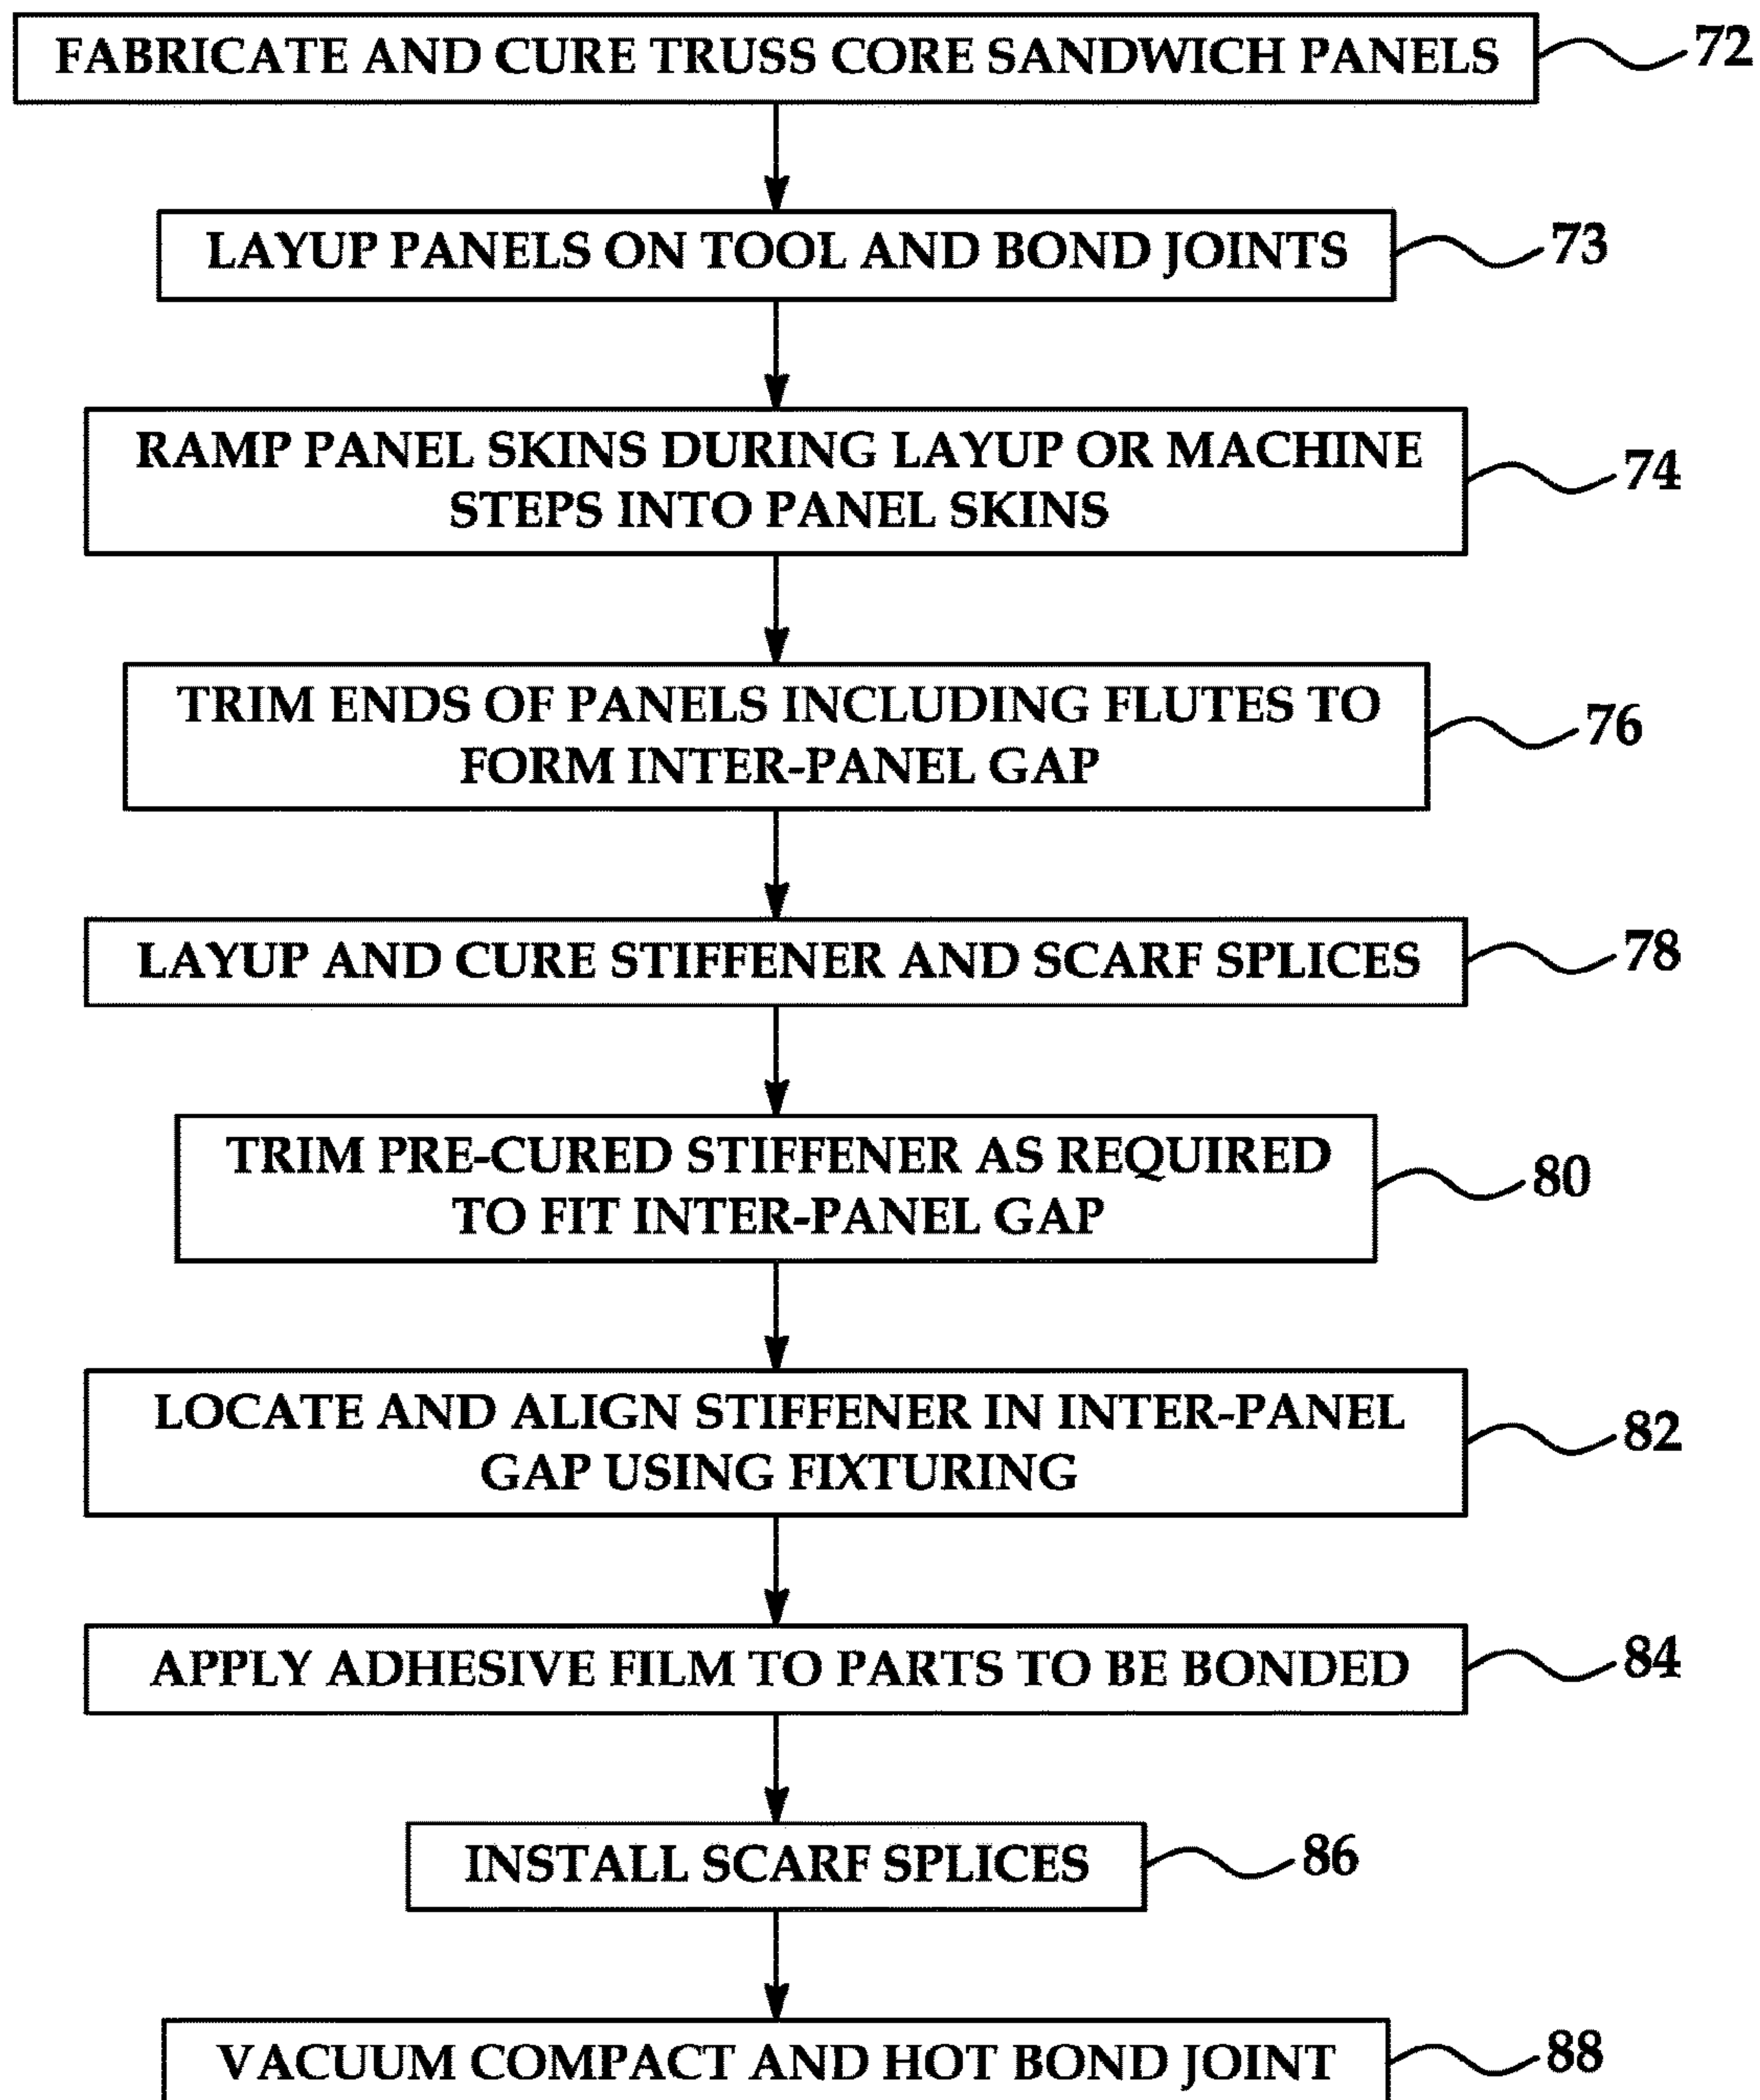 FABRICATE AND CURE TRUSS CORE SANDWICH PANELS
72
LAYUP PANELS ON TOOL AND BOND JOINTS
73
RAMP PANEL SKINS DURING LAYUP OR MACHINE
STEPS INTO PANEL SKINS
74
TRIM ENDS OF PANELS INCLUDING FLUTES TO
FORM INTER-PANEL GAP
76
LAYUP AND CURE STIFFENER AND SCARF SPLICES
78
TRIM PRE-CURED STIFFENER AS REQUIRED
TO FIT INTER-PANEL GAP
80
LOCATE AND ALIGN STIFFENER IN INTER-PANEL
GAP USING FIXTURING
82
APPLY ADHESIVE FILM TO PARTS TO BE BONDED
84
INSTALL SCARF SPLICES
86
VACUUM COMPACT AND HOT BOND JOINT
88